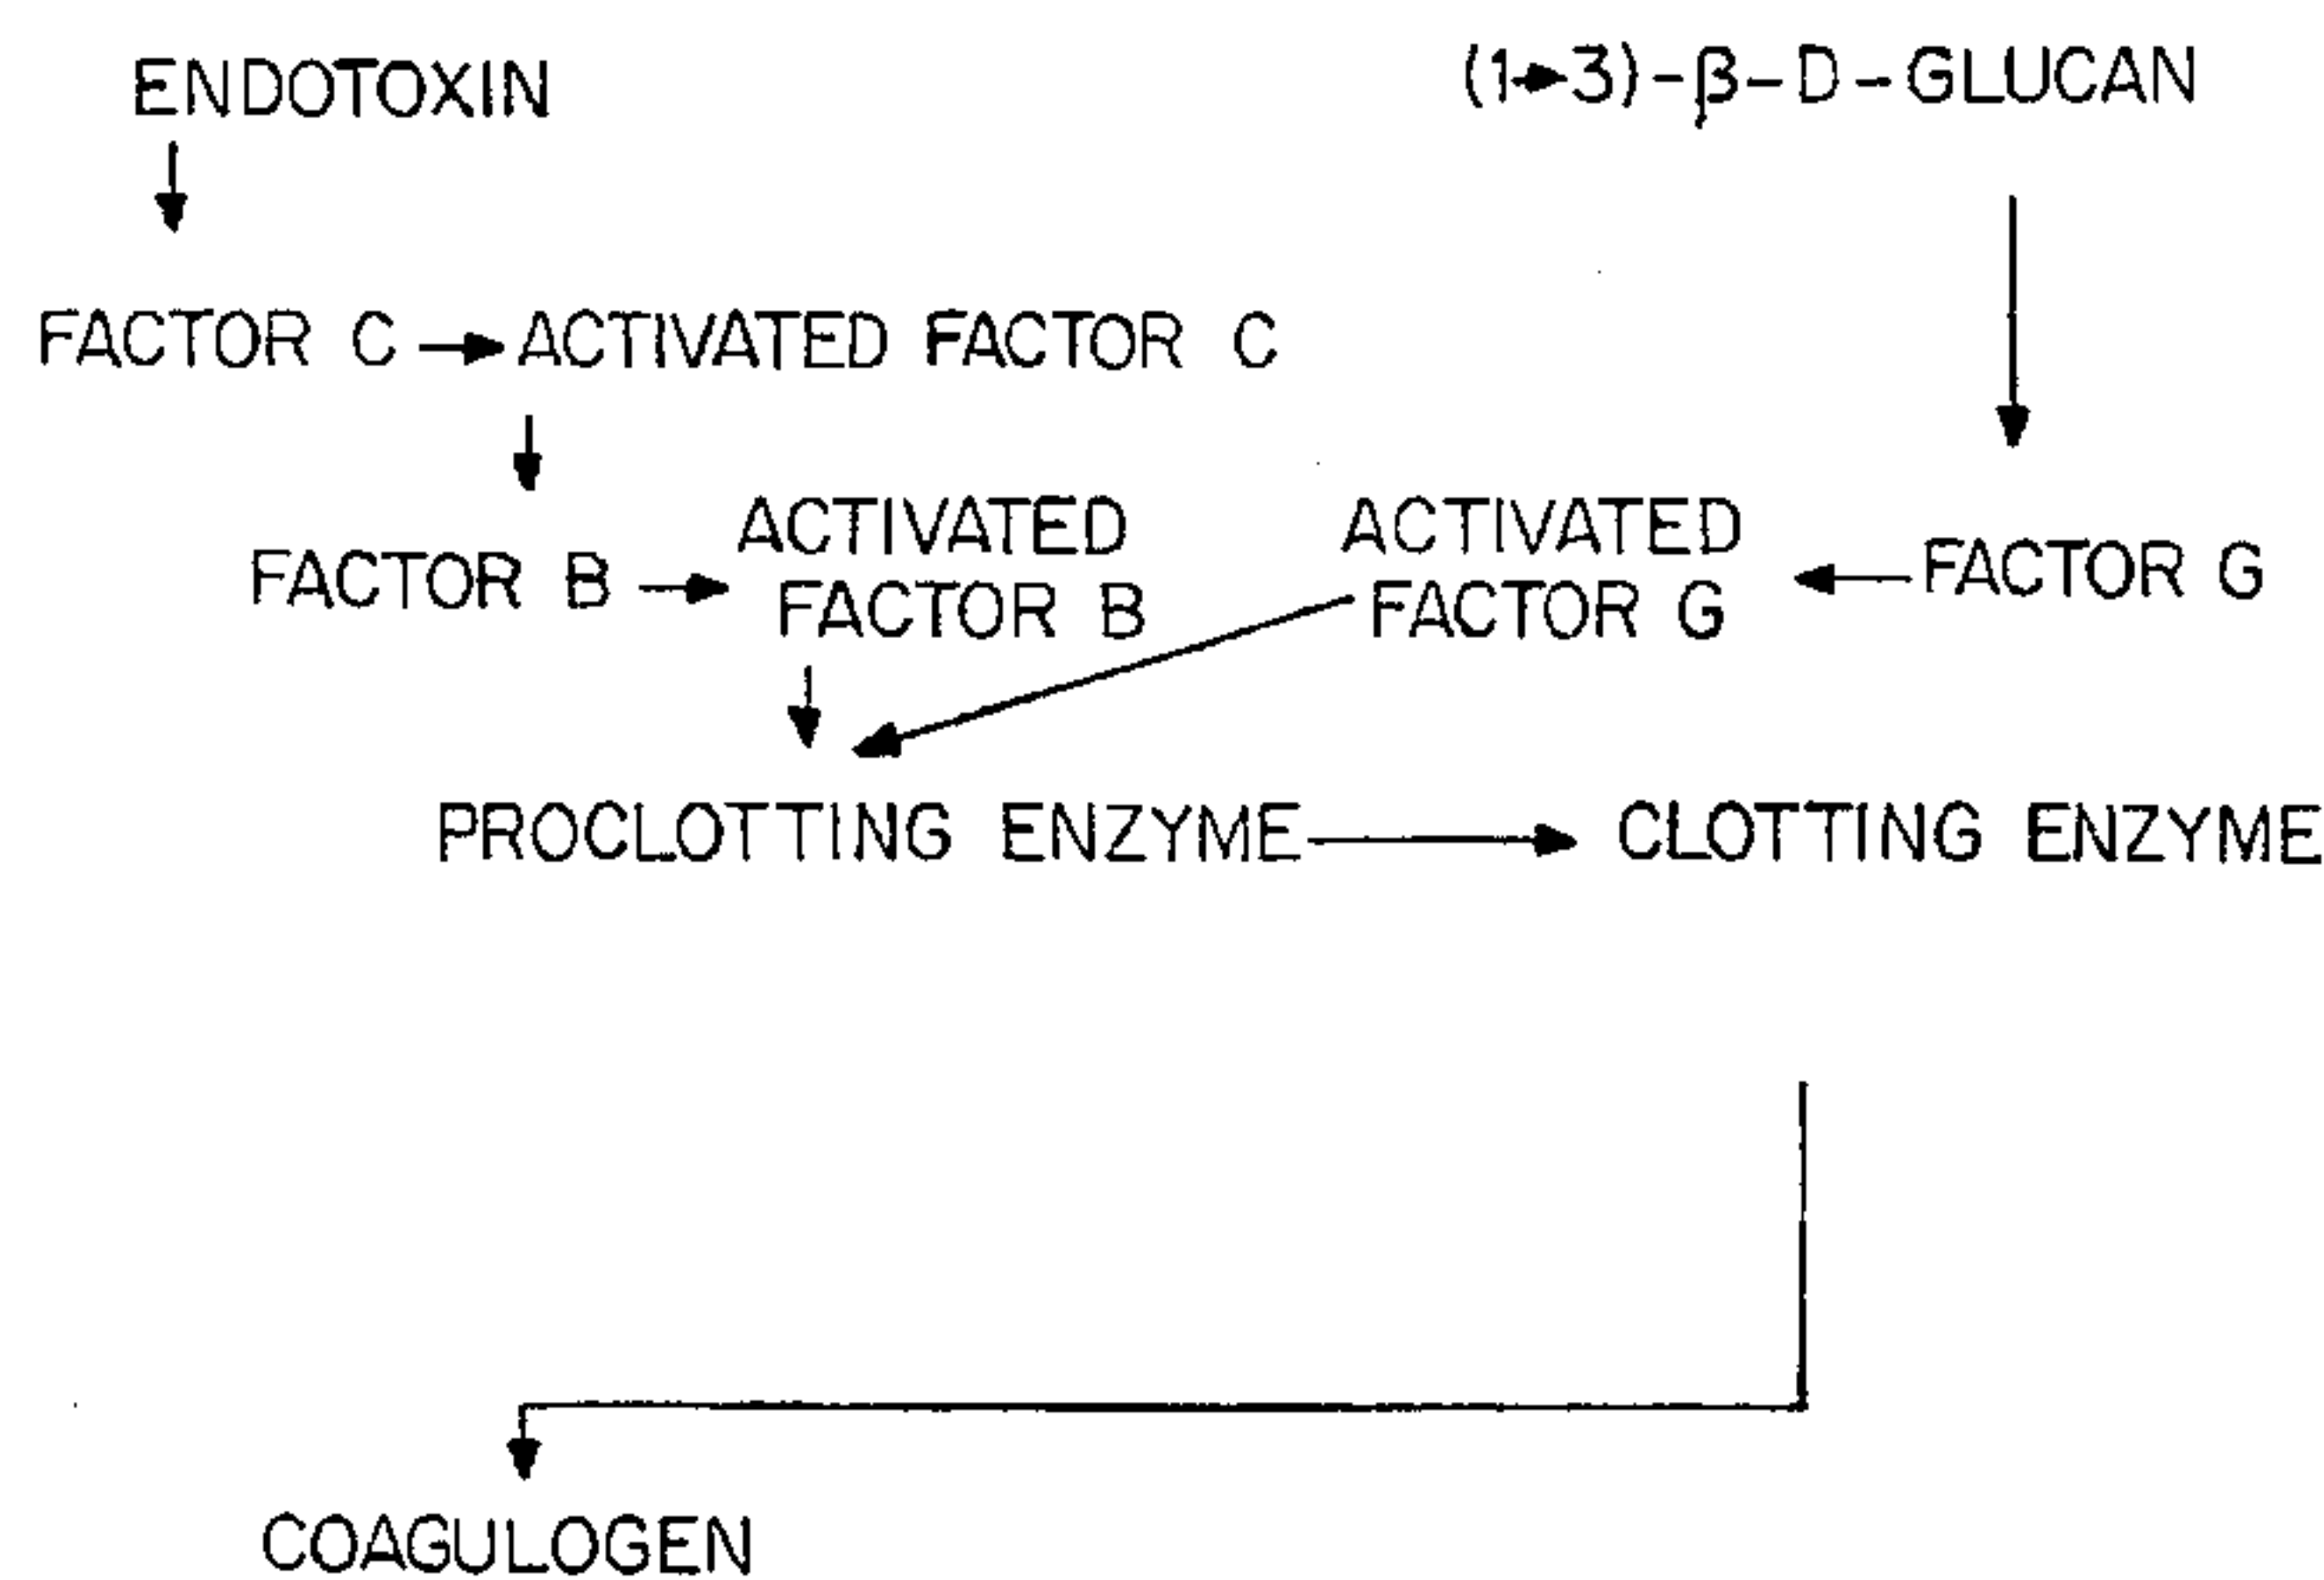 ENDOTOXIN
(1→3)-β-D-GLUCAN
FACTOR C → ACTIVATED FACTOR C
FACTOR B → ACTIVATED
FACTOR B
ACTIVATED
FACTOR G
FACTOR G
PROCLOTTING ENZYME → CLOTTING ENZYME
COAGULOGEN